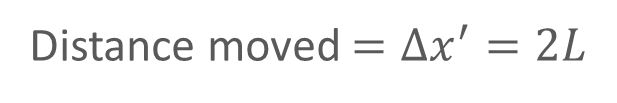 Distance moved = Δx′ = 2L